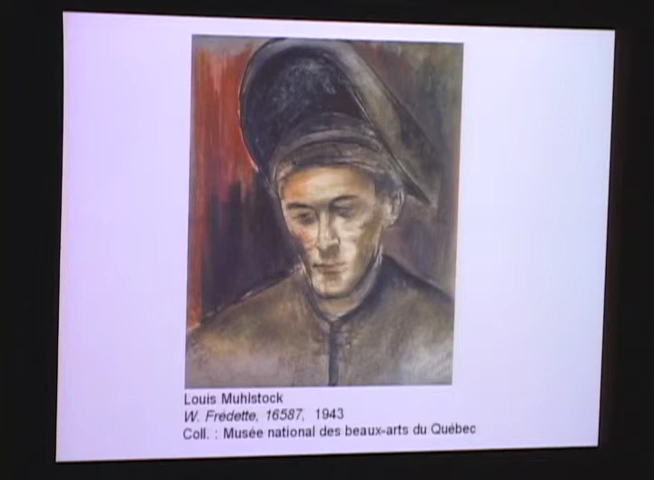 Louis Muhlstock
W. Frédette, 16587, 1943
Coll. : Musée national des beaux-arts du Québec